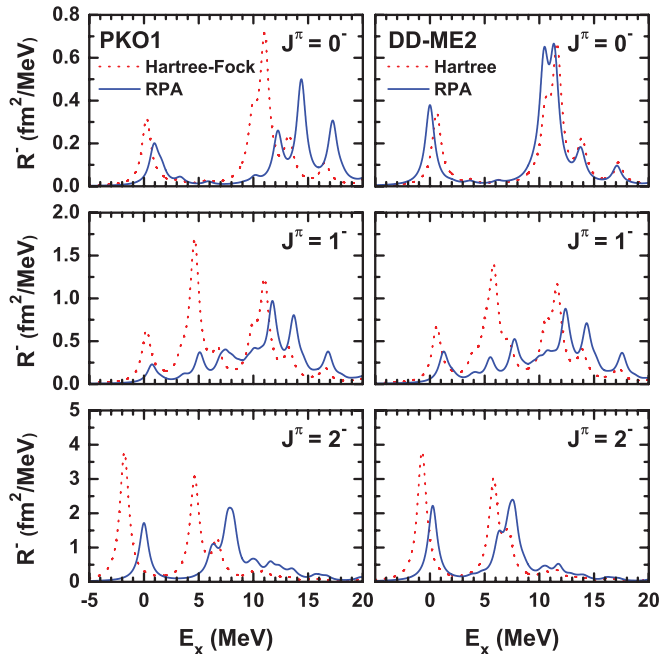 PKO1 J^π = 0^-
Hartree-Fock
RPA
DD-ME2 J^π = 0^-
Hartree
RPA
R^- (fm^2/MeV)
0.8
0.6
0.4
0.2
0.0
J^π = 1^-
J^π = 1^-
R^- (fm^2/MeV)
2.0
1.5
1.0
0.5
0.0
J^π = 2^-
J^π = 2^-
R^- (fm^2/MeV)
5
4
3
2
1
0
-5 0 5 10 15 20
0 5 10 15 20
E_x (MeV)
E_x (MeV)